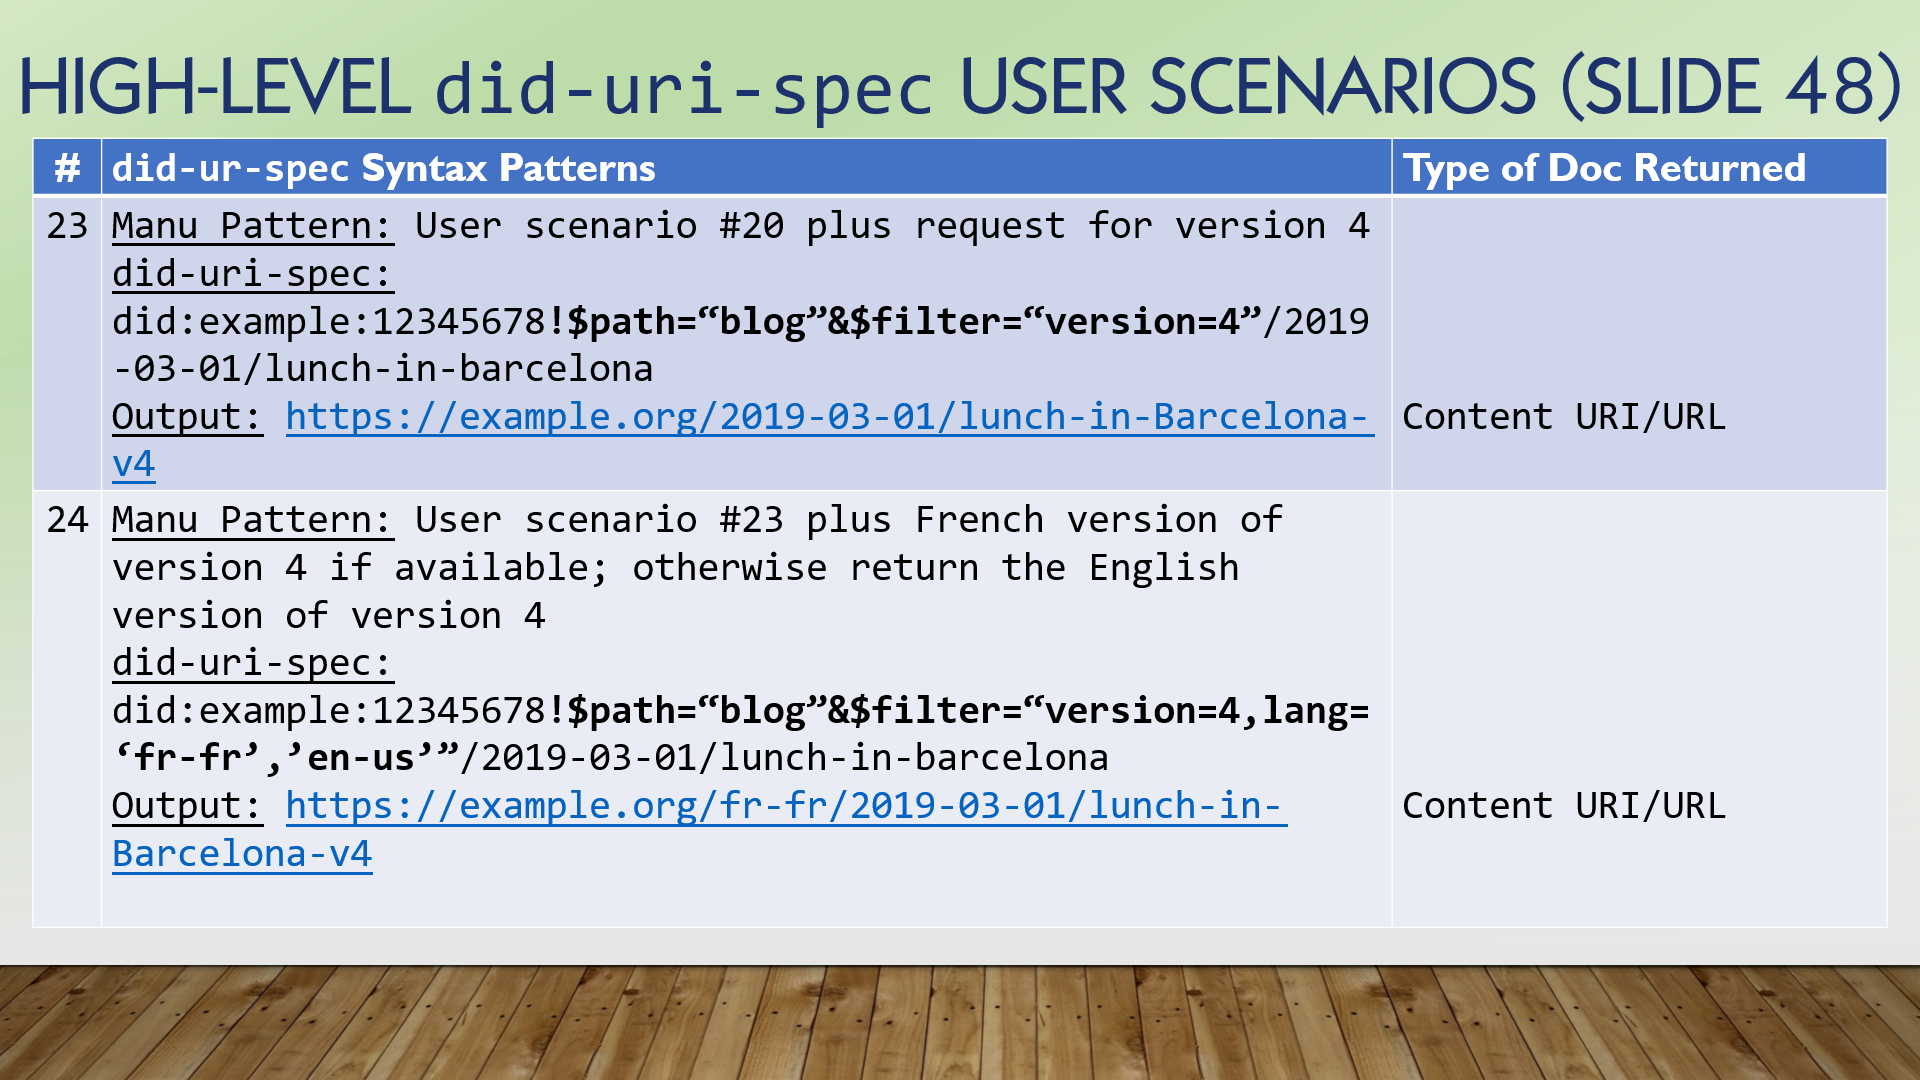 HIGH-LEVEL did-uri-spec USER SCENARIOS (SLIDE 48)
# did-ur-spec Syntax Patterns Type of Doc Returned
23 Manu Pattern: User scenario #20 plus request for version 4
did-uri-spec:
did:example:12345678!$path=“blog”&$filter=“version=4”/2019
-03-01/lunch-in-barcelona
Output: https://example.org/2019-03-01/lunch-in-Barcelona- Content URI/URL
v4
24 Manu Pattern: User scenario #23 plus French version of
version 4 if available; otherwise return the English
version of version 4
did-uri-spec:
did:example:12345678!$path=“blog”&$filter=“version=4,lang=
‘fr-fr’,’en-us’”/2019-03-01/lunch-in-barcelona
Output: https://example.org/fr-fr/2019-03-01/lunch-in- Content URI/URL
Barcelona-v4